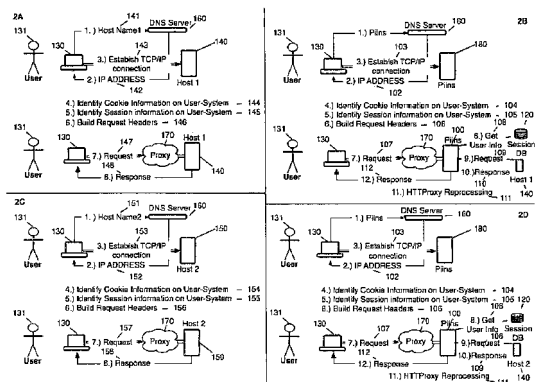 2A
141
160
131
130
1.) Host Name1
DNS Server
143
140
3.) Establish TCP/IP
connection
2.) IP ADDRESS
142
User
Host 1
4.) Identify Cookie Information on User-System – 144
5.) Identify Session information on User-System – 145
6.) Build Request Headers – 146
131
147
170
Host 1
130
7.) Request
Proxy
148
8.) Response
140
User
2B
131
160
130
1.) Piins
DNS Server
103
180
3.) Establish TCP/IP
connection
2.) IP ADDRESS
102
User
Piins
4.) Identify Cookie Information on User-System – 104
5.) Identify Session information on User-System – 105
6.) Build Request Headers – 106
120
131
107
170
100
Piins
108
8.) Get
User Info
Session
DB
130
7.) Request
Proxy
109
9.) Request
112
10.) Response
12.) Response
110
Host 1
11.) HTTProxy Reprocessing
111
140
User
2C
151
160
131
130
1.) Host Name2
DNS Server
153
150
3.) Establish TCP/IP
connection
2.) IP ADDRESS
152
User
Host 2
4.) Identify Cookie Information on User-System – 154
5.) Identify Session information on User-System – 155
6.) Build Request Headers – 156
131
157
170
Host 2
130
7.) Request
Proxy
158
8.) Response
159
User
2D
131
160
130
1.) Piins
DNS Server
103
180
3.) Establish TCP/IP
connection
2.) IP ADDRESS
102
User
Piins
4.) Identify Cookie Information on User-System – 104
5.) Identify Session information on User-System – 105
6.) Build Request Headers – 106
120
131
107
170
100
Piins
106
8.) Get
User Info
Session
DB
130
7.) Request
Proxy
106
9.) Request
112
10.) Response
12.) Response
109
Host 2
11.) HTTProxy Reprocessing
111
140
User